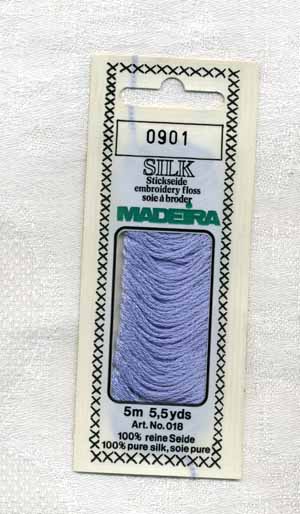 0901
SILK
Stickseide
embroidery floss
soie à broder
MADEIRA
5m 5,5yds
Art. No. 018
100% reine Seide
100% pure silk, soie pure